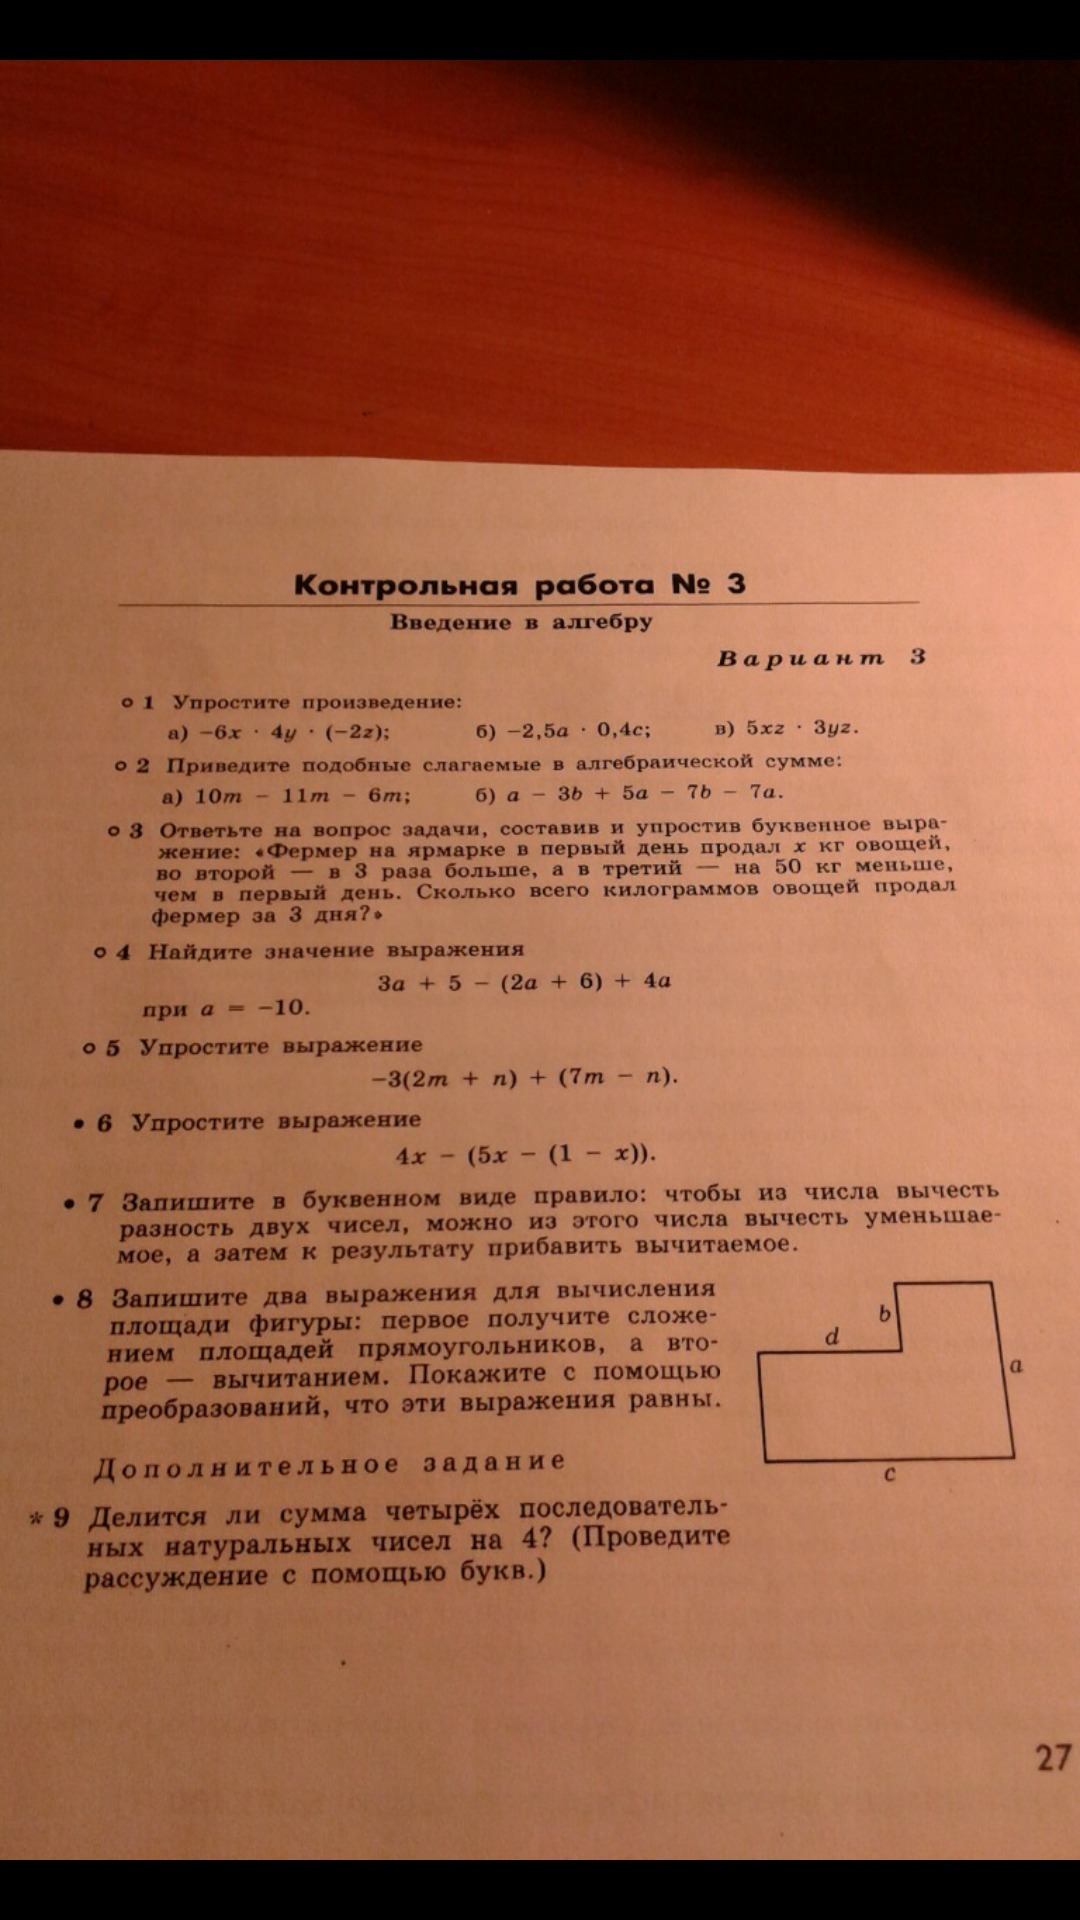 Контрольная работа № 3
Введение в алгебру
Вариант 3
1 Упростите произведение:
а) −6x · 4y · (−2z); б) −2,5a · 0,4c; в) 5xz · 3yz.
2 Приведите подобные слагаемые в алгебраической сумме:
а) 10m − 11m − 6m; б) a − 3b + 5a − 7b − 7a.
3 Ответьте на вопрос задачи, составив и упростив буквенное выра-
жение: «Фермер на ярмарке в первый день продал x кг овощей,
во второй — в 3 раза больше, а в третий — на 50 кг меньше,
чем в первый день. Сколько всего килограммов овощей продал
фермер за 3 дня?»
4 Найдите значение выражения
3a + 5 − (2a + 6) + 4a
при a = −10.
5 Упростите выражение
−3(2m + n) + (7m − n).
• 6 Упростите выражение
4x − (5x − (1 − x)).
• 7 Запишите в буквенном виде правило: чтобы из числа вычесть
разность двух чисел, можно из этого числа вычесть уменьшае-
мое, а затем к результату прибавить вычитаемое.
• 8 Запишите два выражения для вычисления
площади фигуры: первое получите сложе-
нием площадей прямоугольников, а вто-
рое — вычитанием. Покажите с помощью
преобразований, что эти выражения равны.
b
d
a
c
Дополнительное задание
* 9 Делится ли сумма четырёх последователь-
ных натуральных чисел на 4? (Проведите
рассуждение с помощью букв.)
27